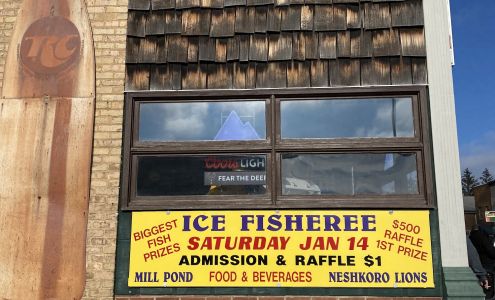 RC
COORS LIGHT
FEAR THE DEER
BIGGEST FISH PRIZES
ICE FISHEREE
SATURDAY JAN 14
ADMISSION & RAFFLE $1
$500 RAFFLE 1ST PRIZE
MILL POND FOOD & BEVERAGES NESHKORO LIONS